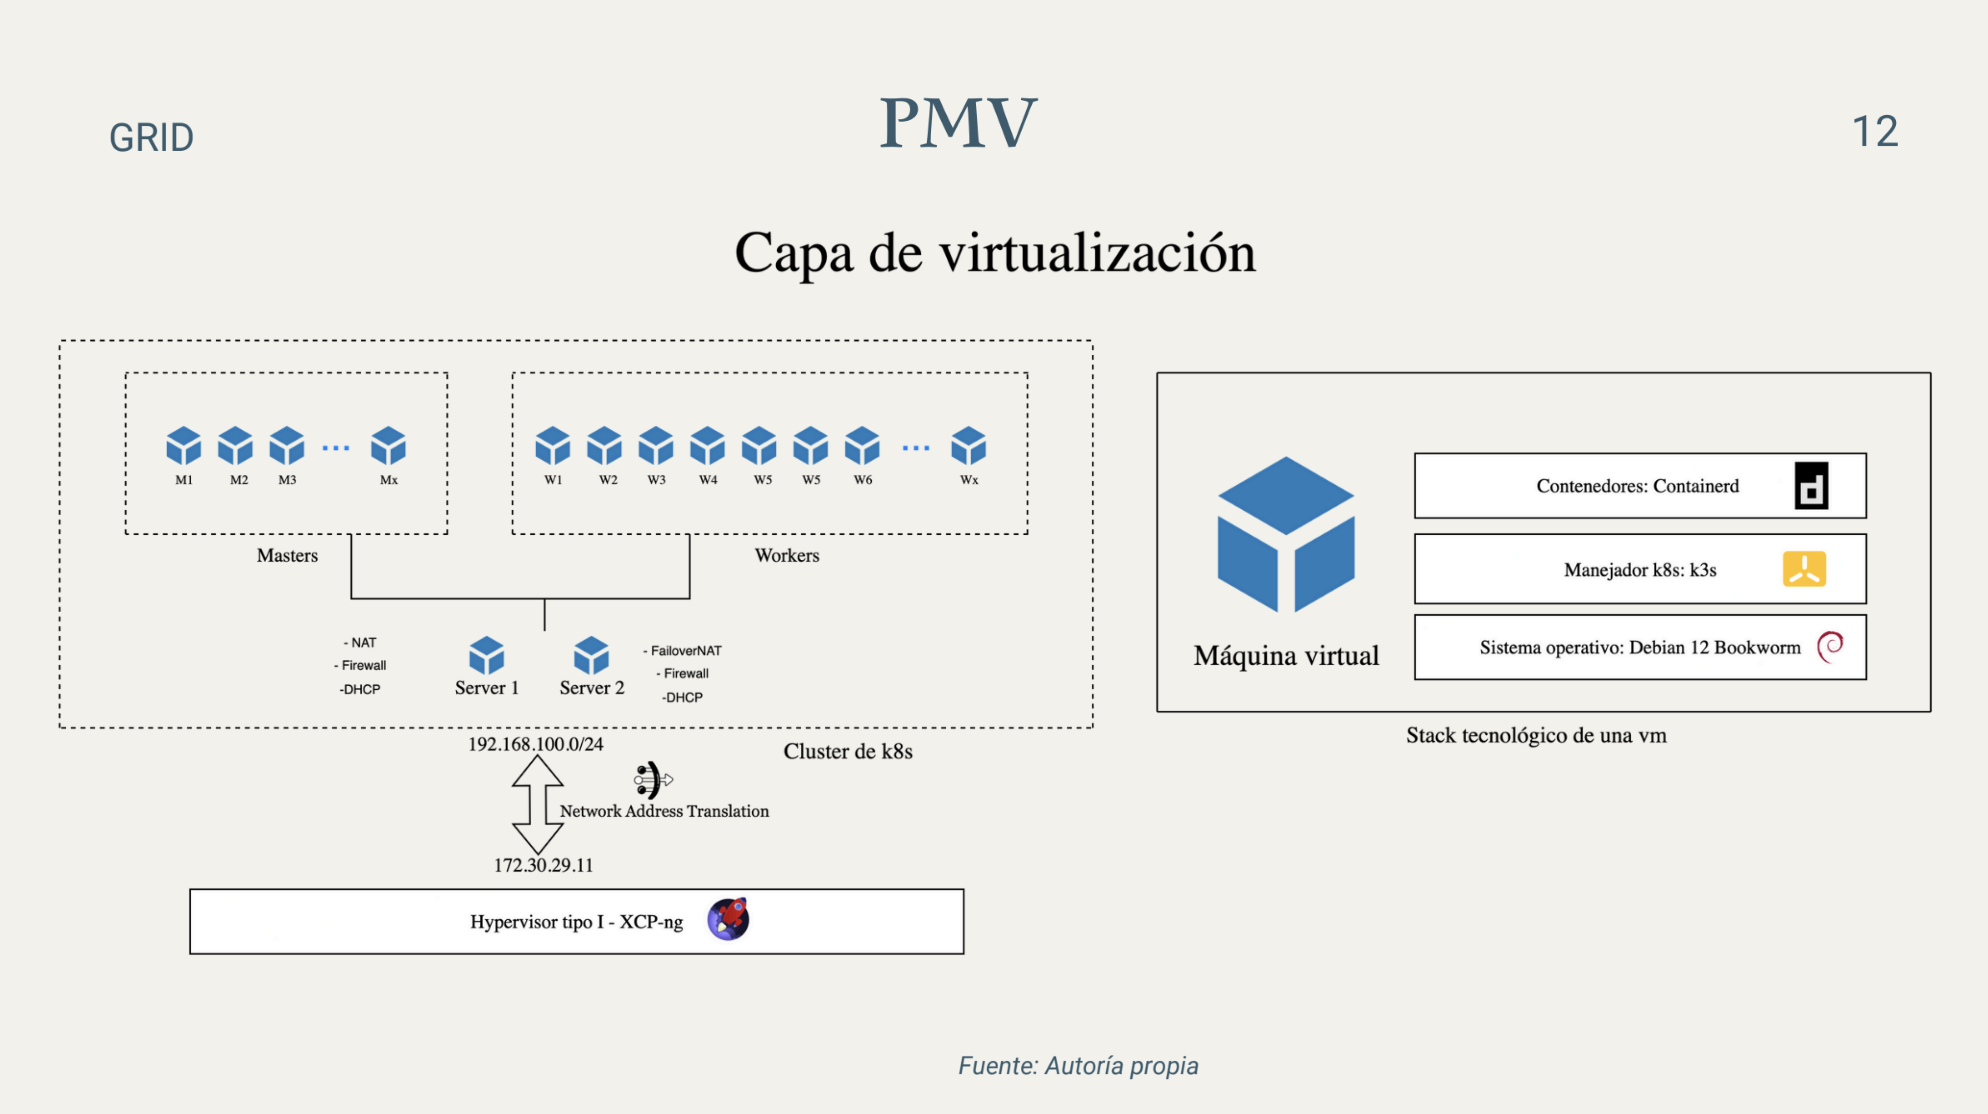 GRID
PMV
12
Capa de virtualización
M1 M2 M3 Mx
W1 W2 W3 W4 W5 W5 W6 Wx
Masters
Workers
- NAT
- Firewall
-DHCP
Server 1
Server 2
- FailoverNAT
- Firewall
-DHCP
192.168.100.0/24
Cluster de k8s
Network Address Translation
172.30.29.11
Hypervisor tipo I - XCP-ng
Máquina virtual
Contenedores: Containerd
Manejador k8s: k3s
Sistema operativo: Debian 12 Bookworm
Stack tecnológico de una vm
Fuente: Autoría propia